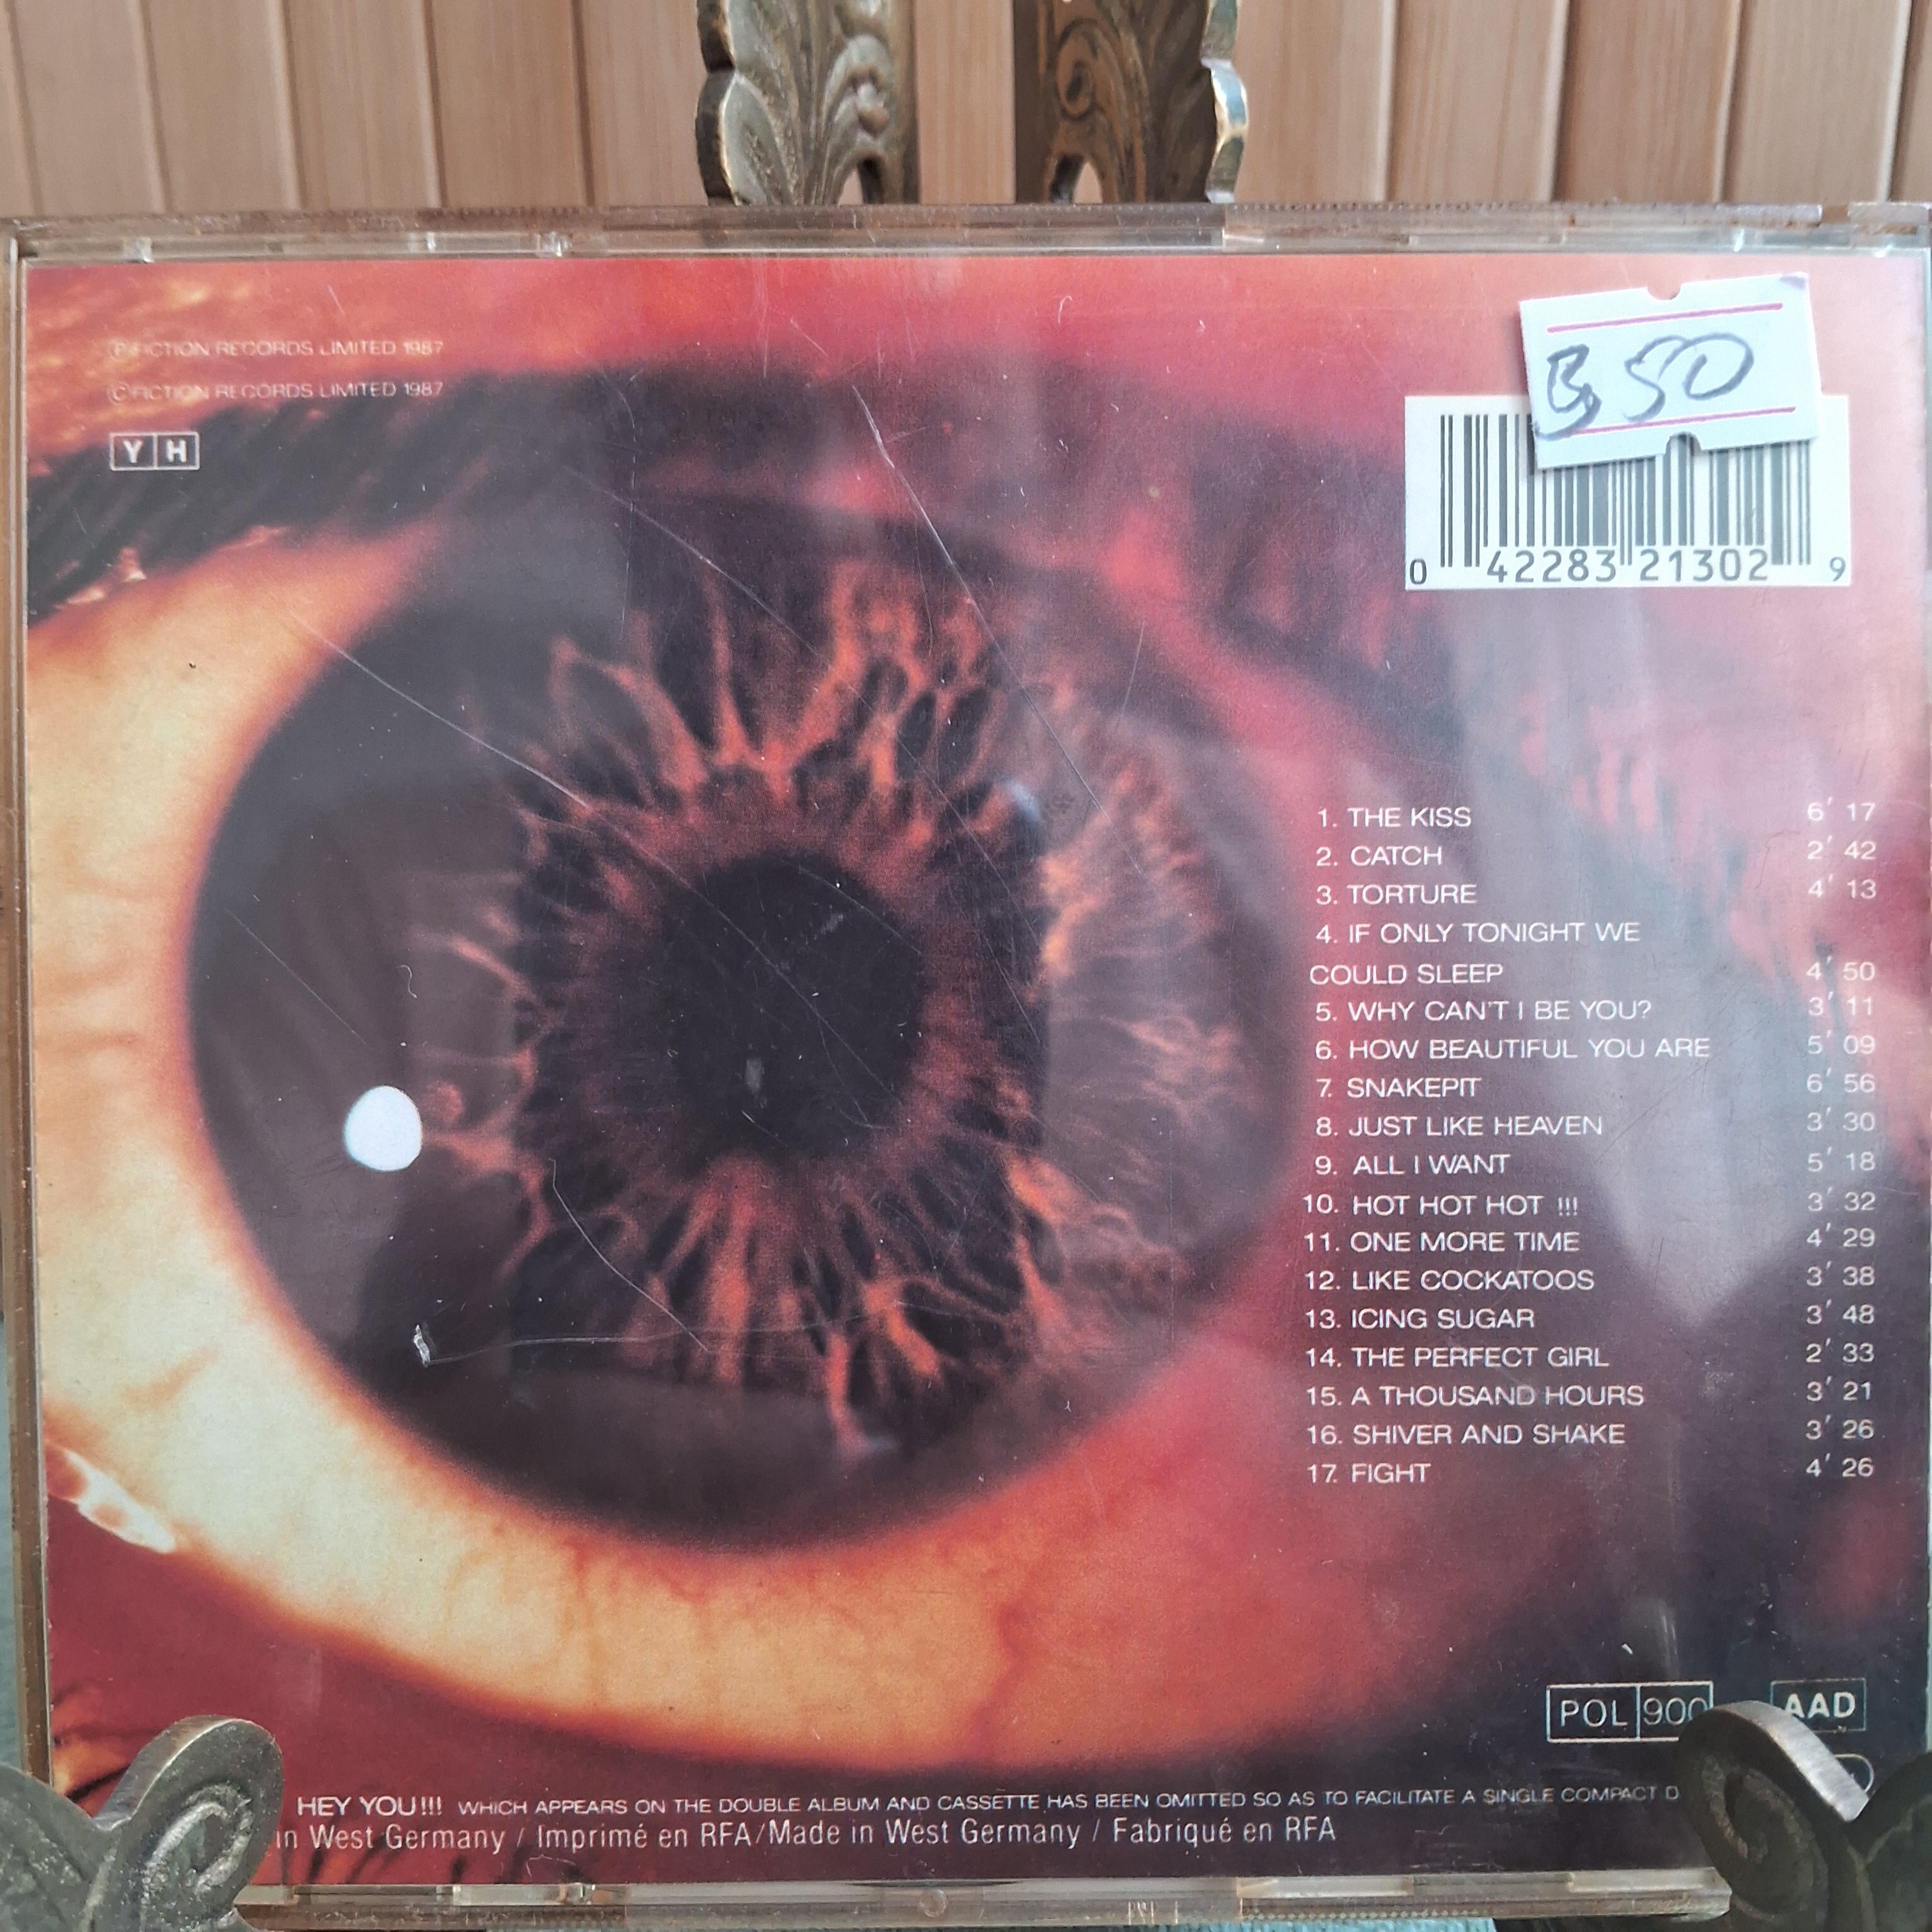 Ⓟ FICTION RECORDS LIMITED 1987
© FICTION RECORDS LIMITED 1987
Y H
50
0 42283 21302 9
1. THE KISS 6' 17
2. CATCH 2' 42
3. TORTURE 4' 13
4. IF ONLY TONIGHT WE
COULD SLEEP 4' 50
5. WHY CAN'T I BE YOU? 3' 11
6. HOW BEAUTIFUL YOU ARE 5' 09
7. SNAKEPIT 6' 56
8. JUST LIKE HEAVEN 3' 30
9. ALL I WANT 5' 18
10. HOT HOT HOT !!! 3' 32
11. ONE MORE TIME 4' 29
12. LIKE COCKATOOS 3' 38
13. ICING SUGAR 3' 48
14. THE PERFECT GIRL 2' 33
15. A THOUSAND HOURS 3' 21
16. SHIVER AND SHAKE 3' 26
17. FIGHT 4' 26
POL 900 AAD
HEY YOU!!! WHICH APPEARS ON THE DOUBLE ALBUM AND CASSETTE HAS BEEN OMITTED SO AS TO FACILITATE A SINGLE COMPACT D
in West Germany / Imprimé en RFA/Made in West Germany / Fabriqué en RFA